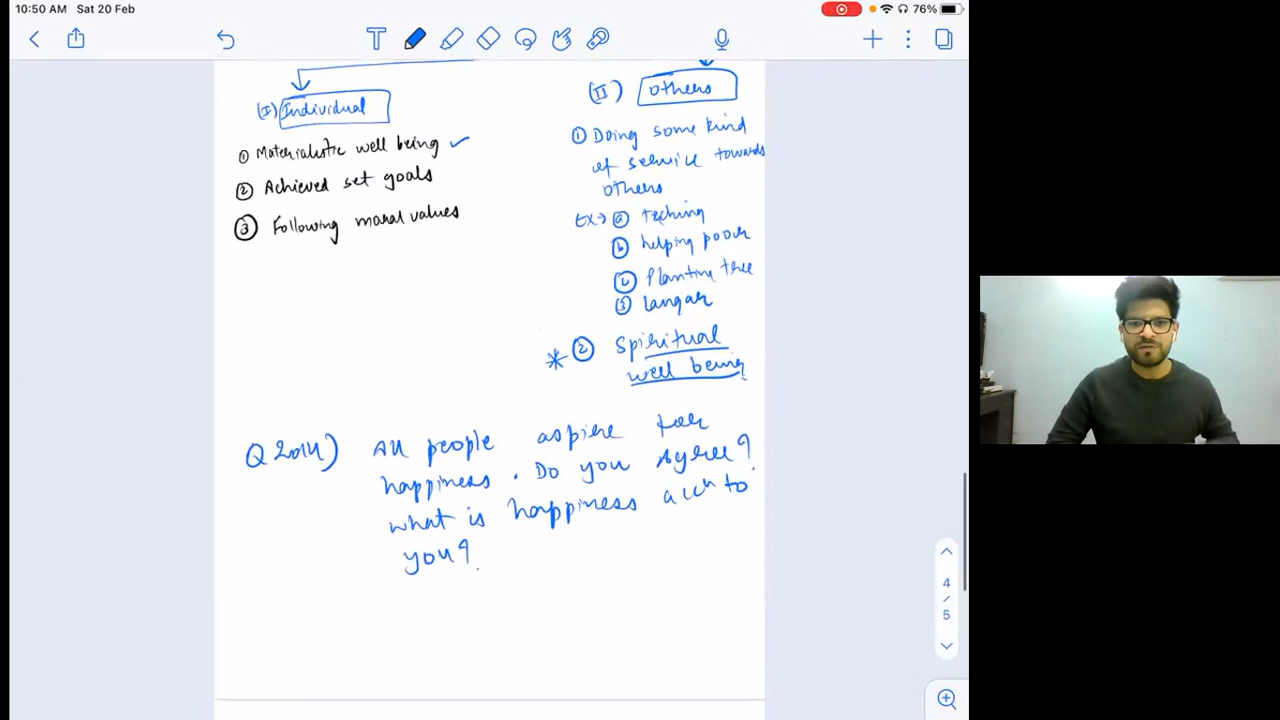 10:50 AM Sat 20 Feb
76%
(I) Individual
① Materialistic well being ✓
② Achieved set goals
③ Following moral values
(II) others
① Doing some kind
of service towards
others
Ex→ ⓐ teching
ⓑ helping poor
② Planting tree
③ langar
* ② Spiritual
well being
Q 2014) All people aspire for
happiness. Do you Agree?
what is happiness acc to
you?
4
/
5